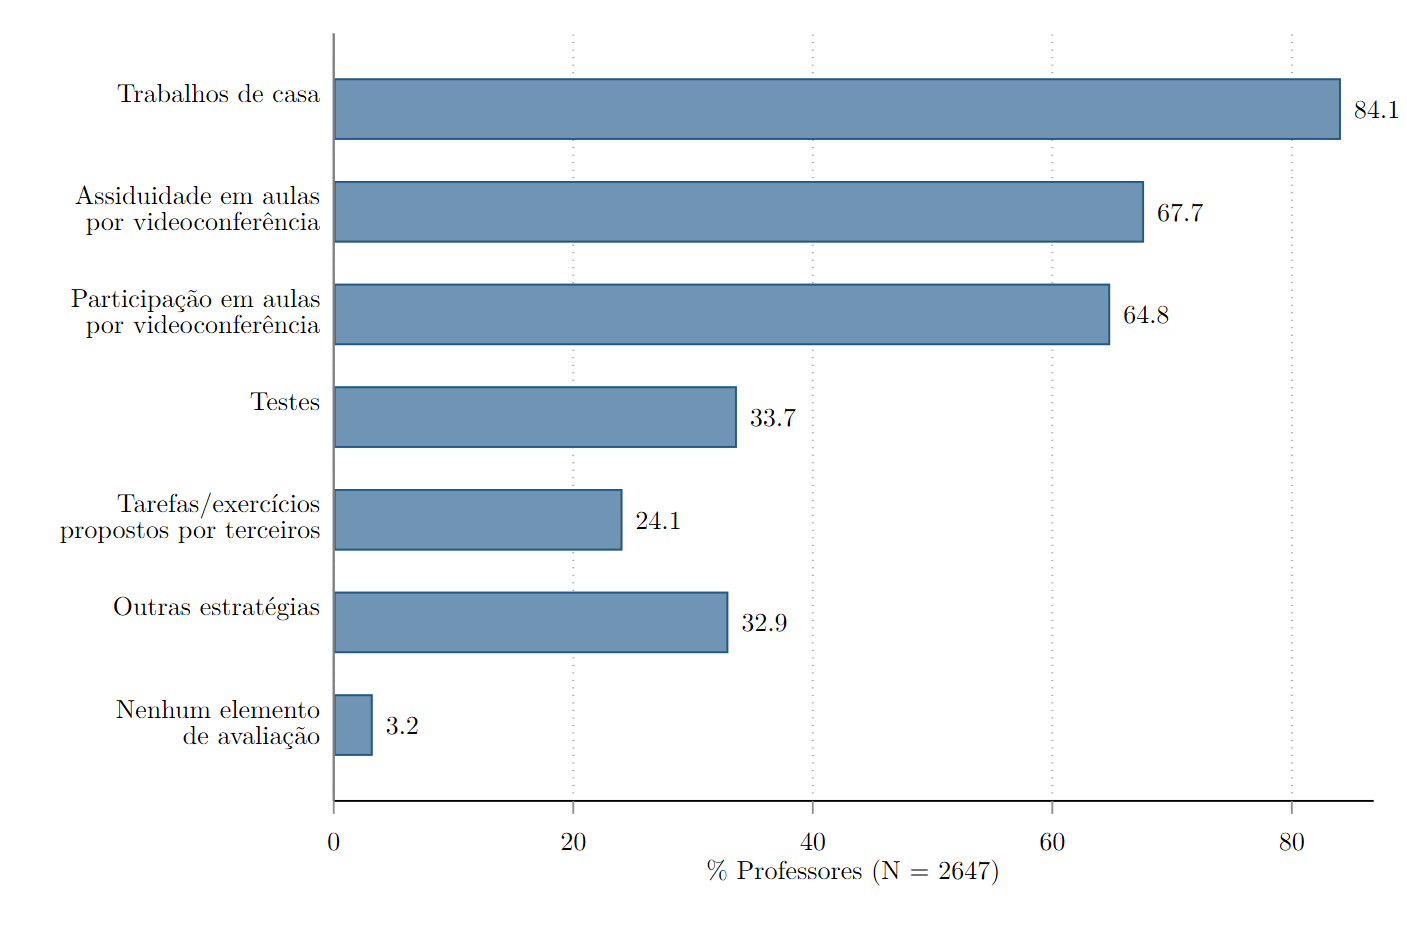 Trabalhos de casa
84.1
Assiduidade em aulas
por videoconferência
67.7
Participação em aulas
por videoconferência
64.8
Testes
33.7
Tarefas/exercícios
propostos por terceiros
24.1
Outras estratégias
32.9
Nenhum elemento
de avaliação
3.2
0 20 40 60 80
% Professores (N = 2647)